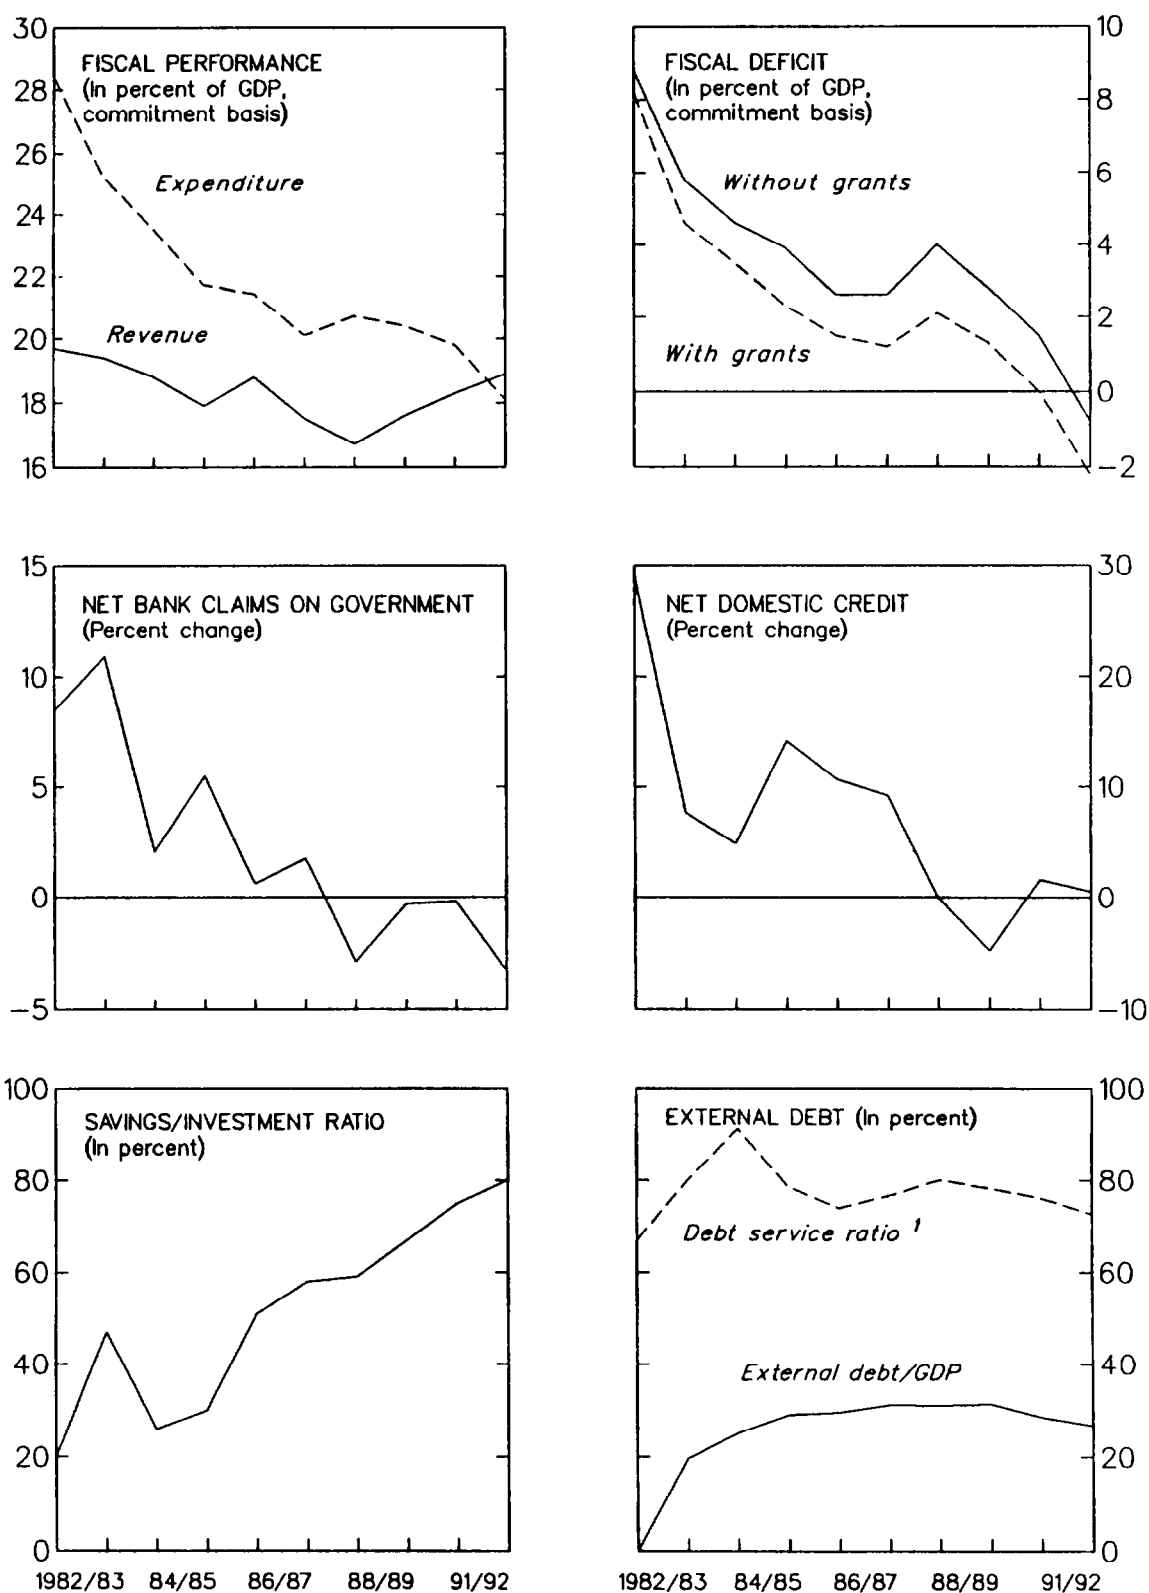 30
28
26
24
22
20
18
16
FISCAL PERFORMANCE
(In percent of GDP,
commitment basis)
Expenditure
Revenue
10
8
6
4
2
0
−2
FISCAL DEFICIT
(In percent of GDP,
commitment basis)
Without grants
With grants
15
10
5
0
−5
NET BANK CLAIMS ON GOVERNMENT
(Percent change)
30
20
10
0
−10
NET DOMESTIC CREDIT
(Percent change)
100
80
60
40
20
0
SAVINGS/INVESTMENT RATIO
(In percent)
1982/83 84/85 86/87 88/89 91/92
100
80
60
40
20
0
EXTERNAL DEBT (In percent)
Debt service ratio 1
External debt/GDP
1982/83 84/85 86/87 88/89 91/92